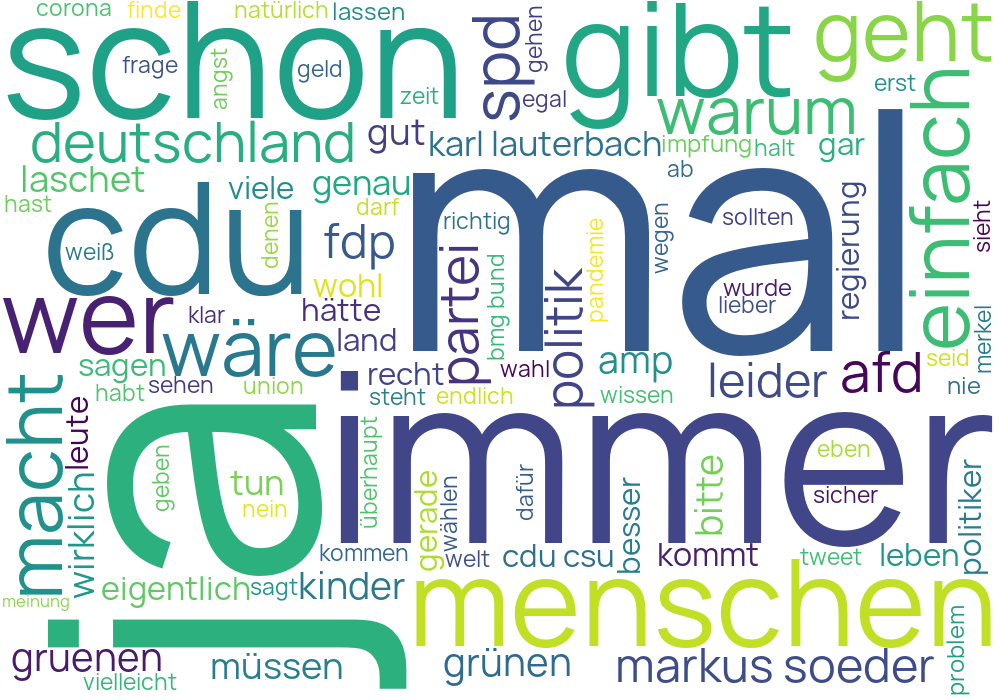 corona
finde
natürlich
lassen
schon
frage
angst
geld
zeit
spd
gehen
egal
gibt
geht
erst
warum
einfach
deutschland
gut
karl lauterbach
impfung
halt
gar
ab
laschet
hast
viele
genau
darf
cdu
weiß
denen
fdp
mal
richtig
sollten
wegen
regierung
sieht
wohl
partei
bmg bund
politik
pandemie
wurde
lieber
wer
klar
hätte
wäre
land
merkel
sagen
habt
sehen
union
recht
wahl
steht
endlich
amp
wissen
leider
afd
seid
nie
macht
leute
wirklich
ja
geben
tun
nein
überhaupt
immer
eben
sicher
gerade
wählen
dafür
besser
bitte
politiker
kommen
welt
cdu csu
kommt
tweet
leben
meinung
eigentlich
sagt
kinder
menschen
problem
gruenen
vielleicht
müssen
grünen
markus soeder